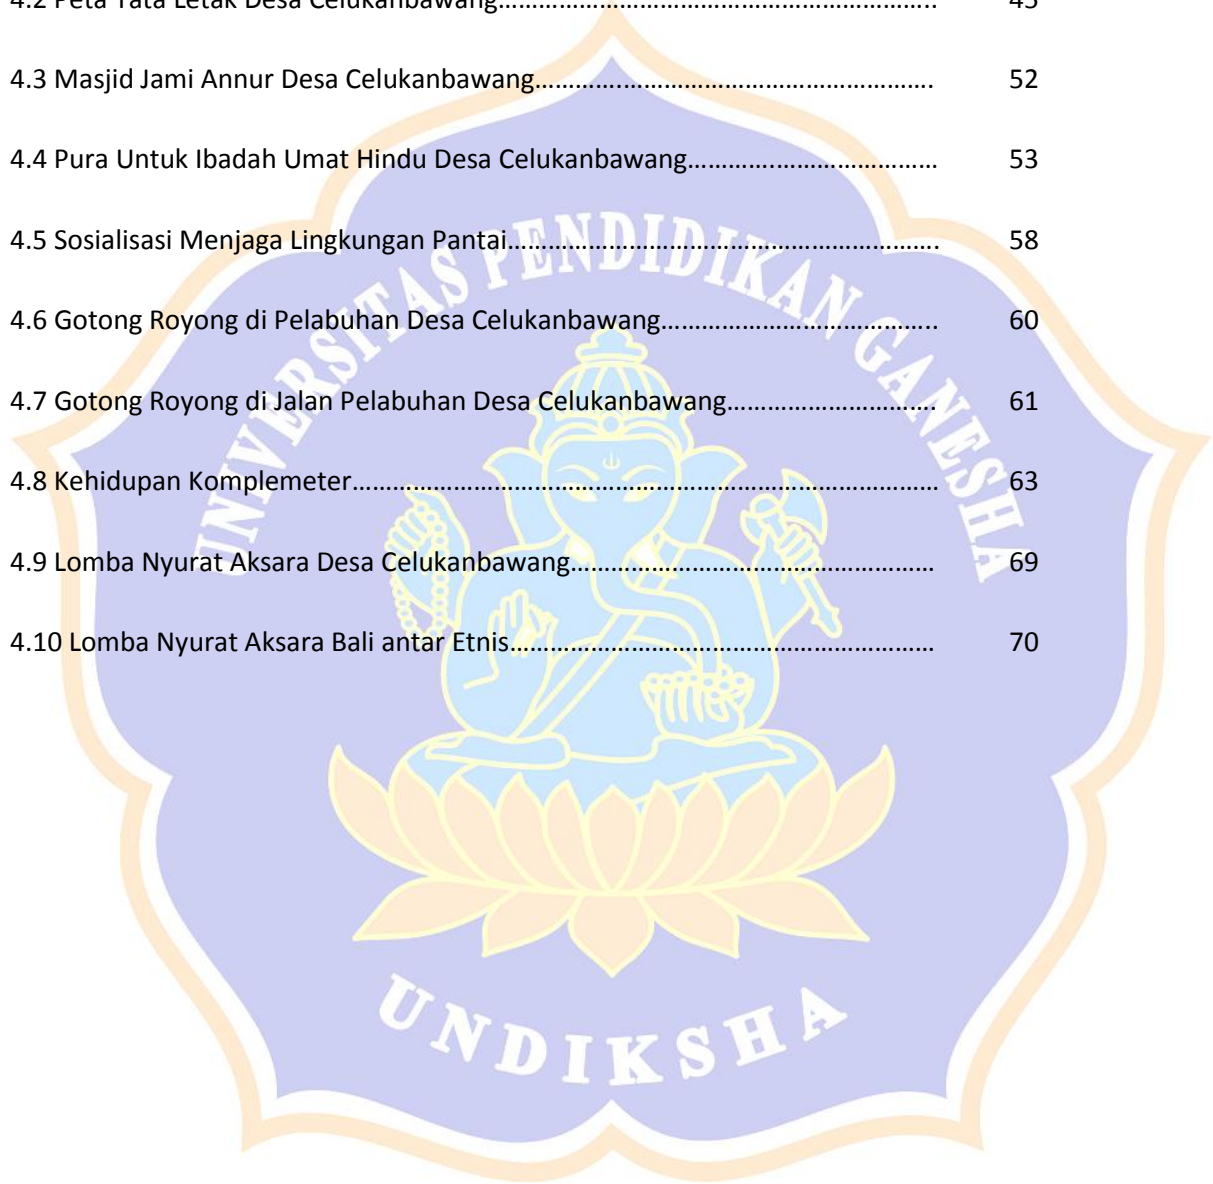 4.2 Peta Tata Letak Desa Celukanbawang……………………………………………………….. 45
4.3 Masjid Jami Annur Desa Celukanbawang………………………………………………. 52
4.4 Pura Untuk Ibadah Umat Hindu Desa Celukanbawang…………………………… 53
4.5 Sosialisasi Menjaga Lingkungan Pantai………………………………………………….. 58
4.6 Gotong Royong di Pelabuhan Desa Celukanbawang……………………………….. 60
4.7 Gotong Royong di Jalan Pelabuhan Desa Celukanbawang………………………. 61
4.8 Kehidupan Komplemeter……………………………………………………………………… 63
4.9 Lomba Nyurat Aksara Desa Celukanbawang………………………………………… 69
4.10 Lomba Nyurat Aksara Bali antar Etnis………………………………………………… 70
UNIVERSITAS PENDIDIKAN GANESHA
UNDIKSHA